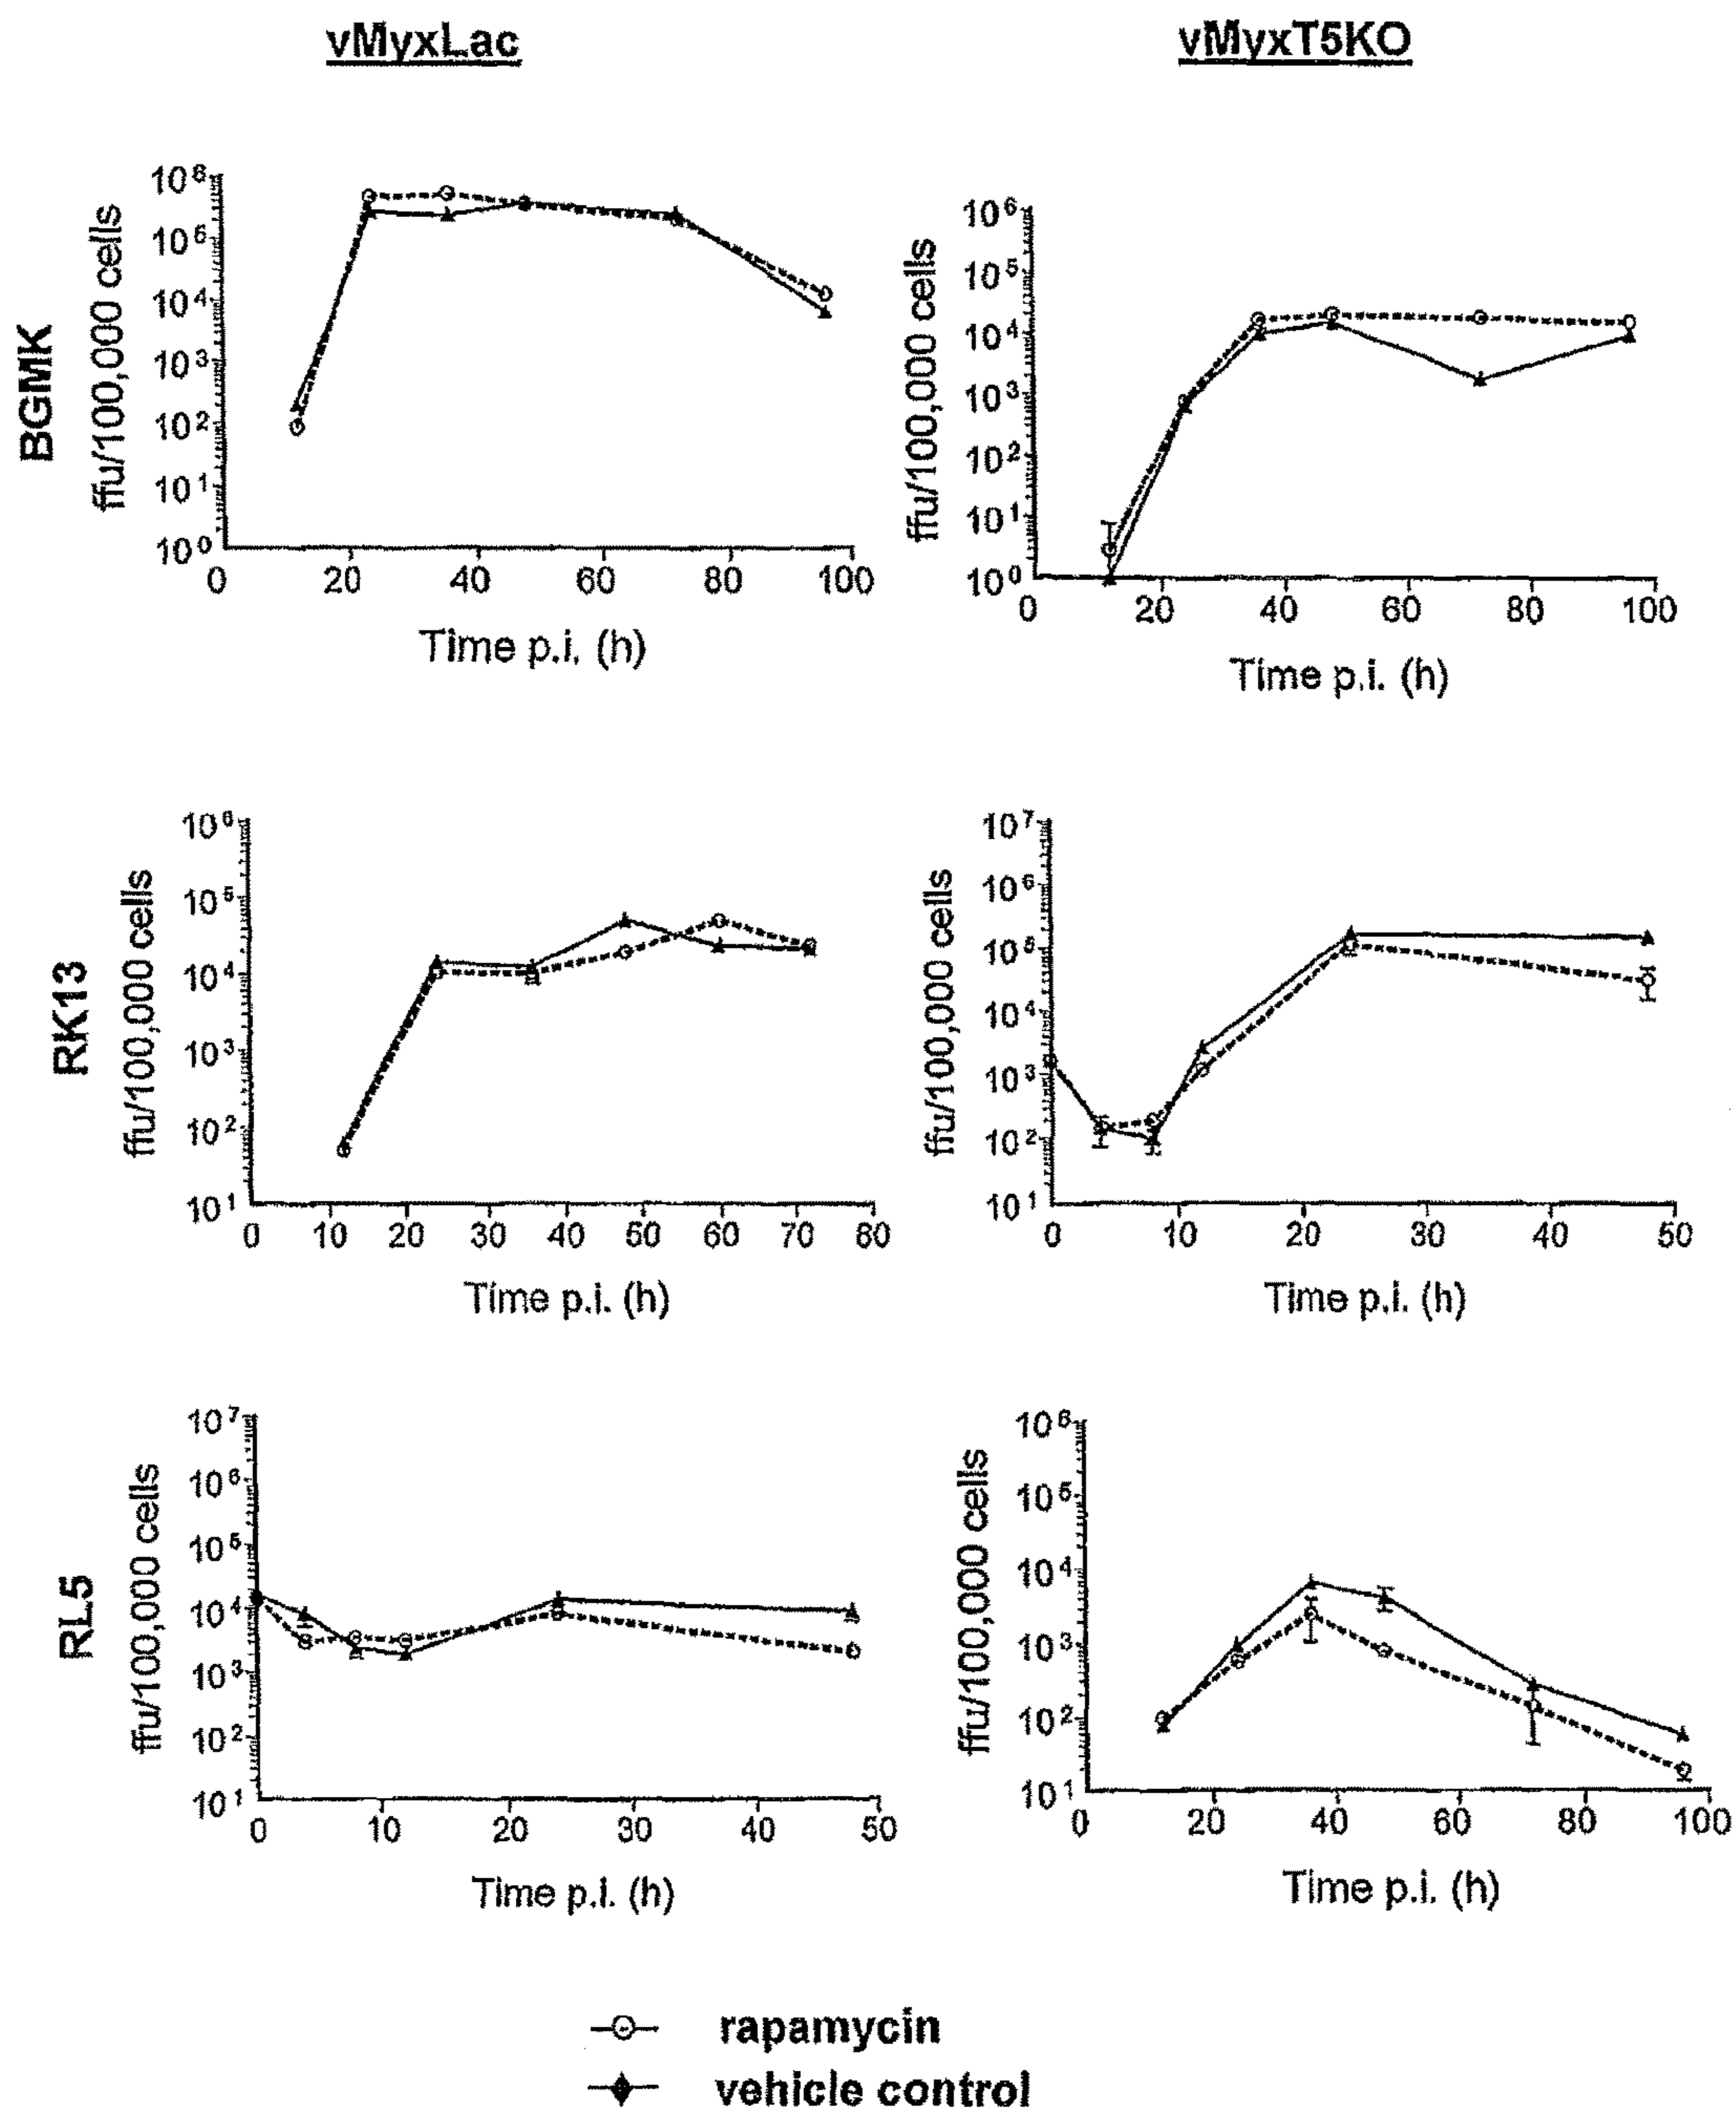 vMyxLac vMyxT5KO
BGMK
ffu/100,000 cells
10⁸
10⁶
10⁴
10³
10²
10¹
10⁰
0 20 40 60 80 100
Time p.i. (h)
ffu/100,000 cells
10⁶
10⁵
10⁴
10³
10²
10¹
10⁰
0 20 40 60 80 100
Time p.i. (h)
RK13
ffu/100,000 cells
10⁶
10⁵
10⁴
10³
10²
10¹
0 10 20 30 40 50 60 70 80
Time p.i. (h)
ffu/100,000 cells
10⁷
10⁶
10⁵
10⁴
10³
10²
10¹
0 10 20 30 40 50
Time p.i. (h)
RL5
ffu/100,000 cells
10⁷
10⁶
10⁵
10⁴
10³
10²
10¹
0 10 20 30 40 50
Time p.i. (h)
ffu/100,000 cells
10⁶
10⁵
10⁴
10³
10²
10¹
0 20 40 60 80 100
Time p.i. (h)
rapamycin
vehicle control